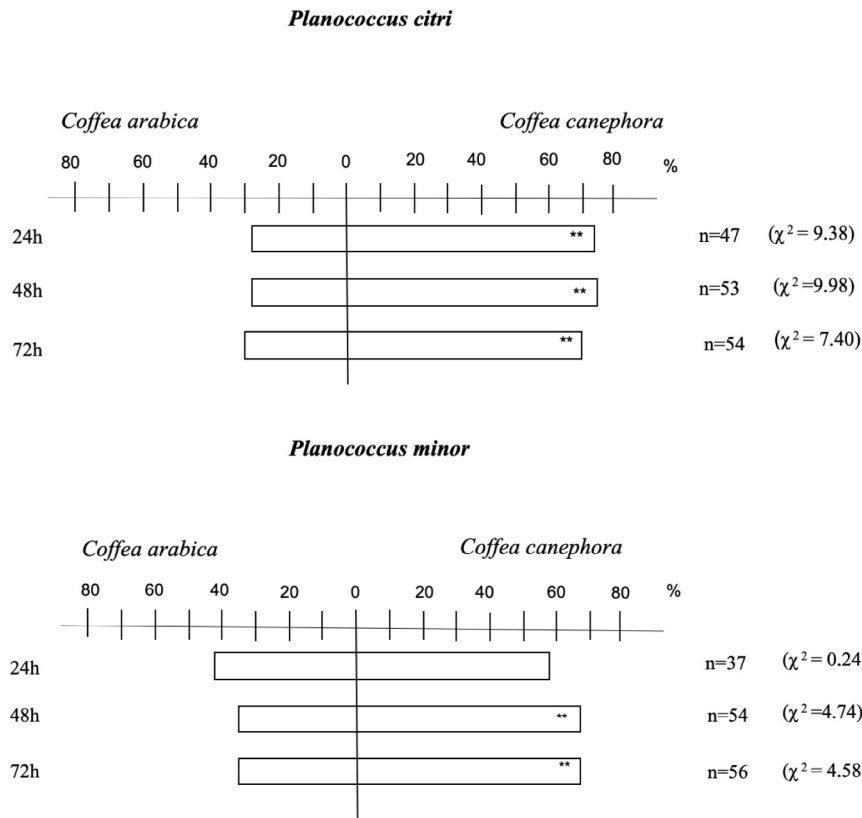 Planococcus citri
Coffea arabica Coffea canephora
80 60 40 20 0 20 40 60 80 %
24h ** n=47 (χ² = 9.38)
48h ** n=53 (χ² =9.98)
72h ** n=54 (χ² = 7.40)
Planococcus minor
Coffea arabica Coffea canephora
80 60 40 20 0 20 40 60 80 %
24h n=37 (χ² = 0.24
48h ** n=54 (χ² =4.74)
72h ** n=56 (χ² = 4.58